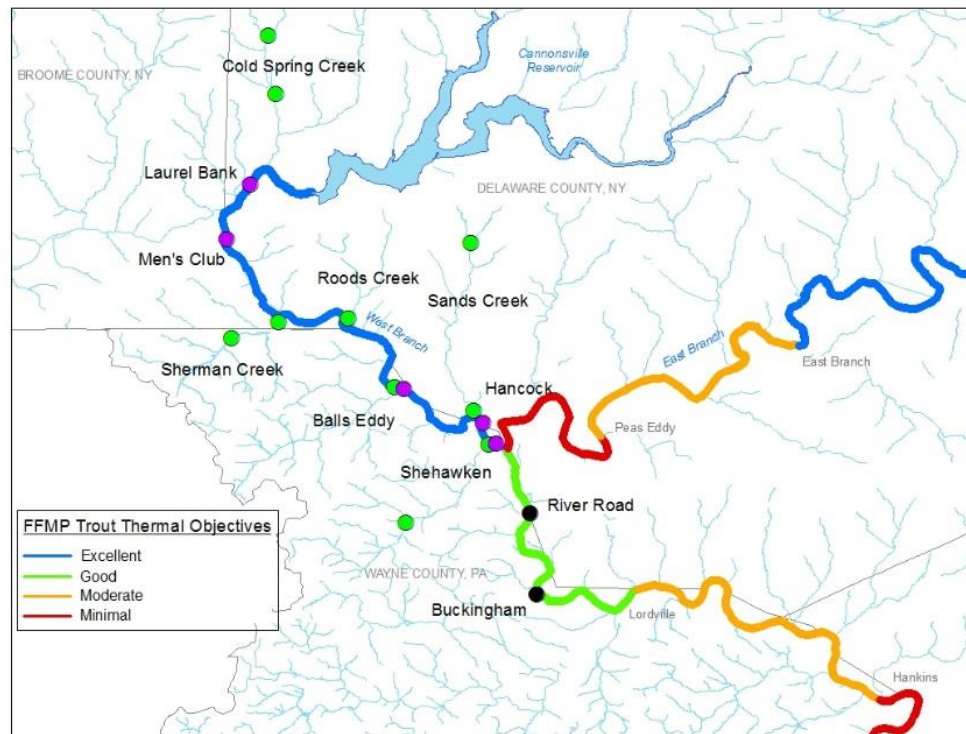 Cannonsville
Reservoir
BROOME COUNTY, NY
Cold Spring Creek
Laurel Bank
DELAWARE COUNTY, NY
Men's Club
Roods Creek
Sands Creek
West Branch
East Branch
East Branch
Sherman Creek
Hancock
Balls Eddy
Peas Eddy
Shehawken
River Road
FFMP Trout Thermal Objectives
Excellent
Good
Moderate
Minimal
WAYNE COUNTY, PA
Buckingham
Lordville
Hankins